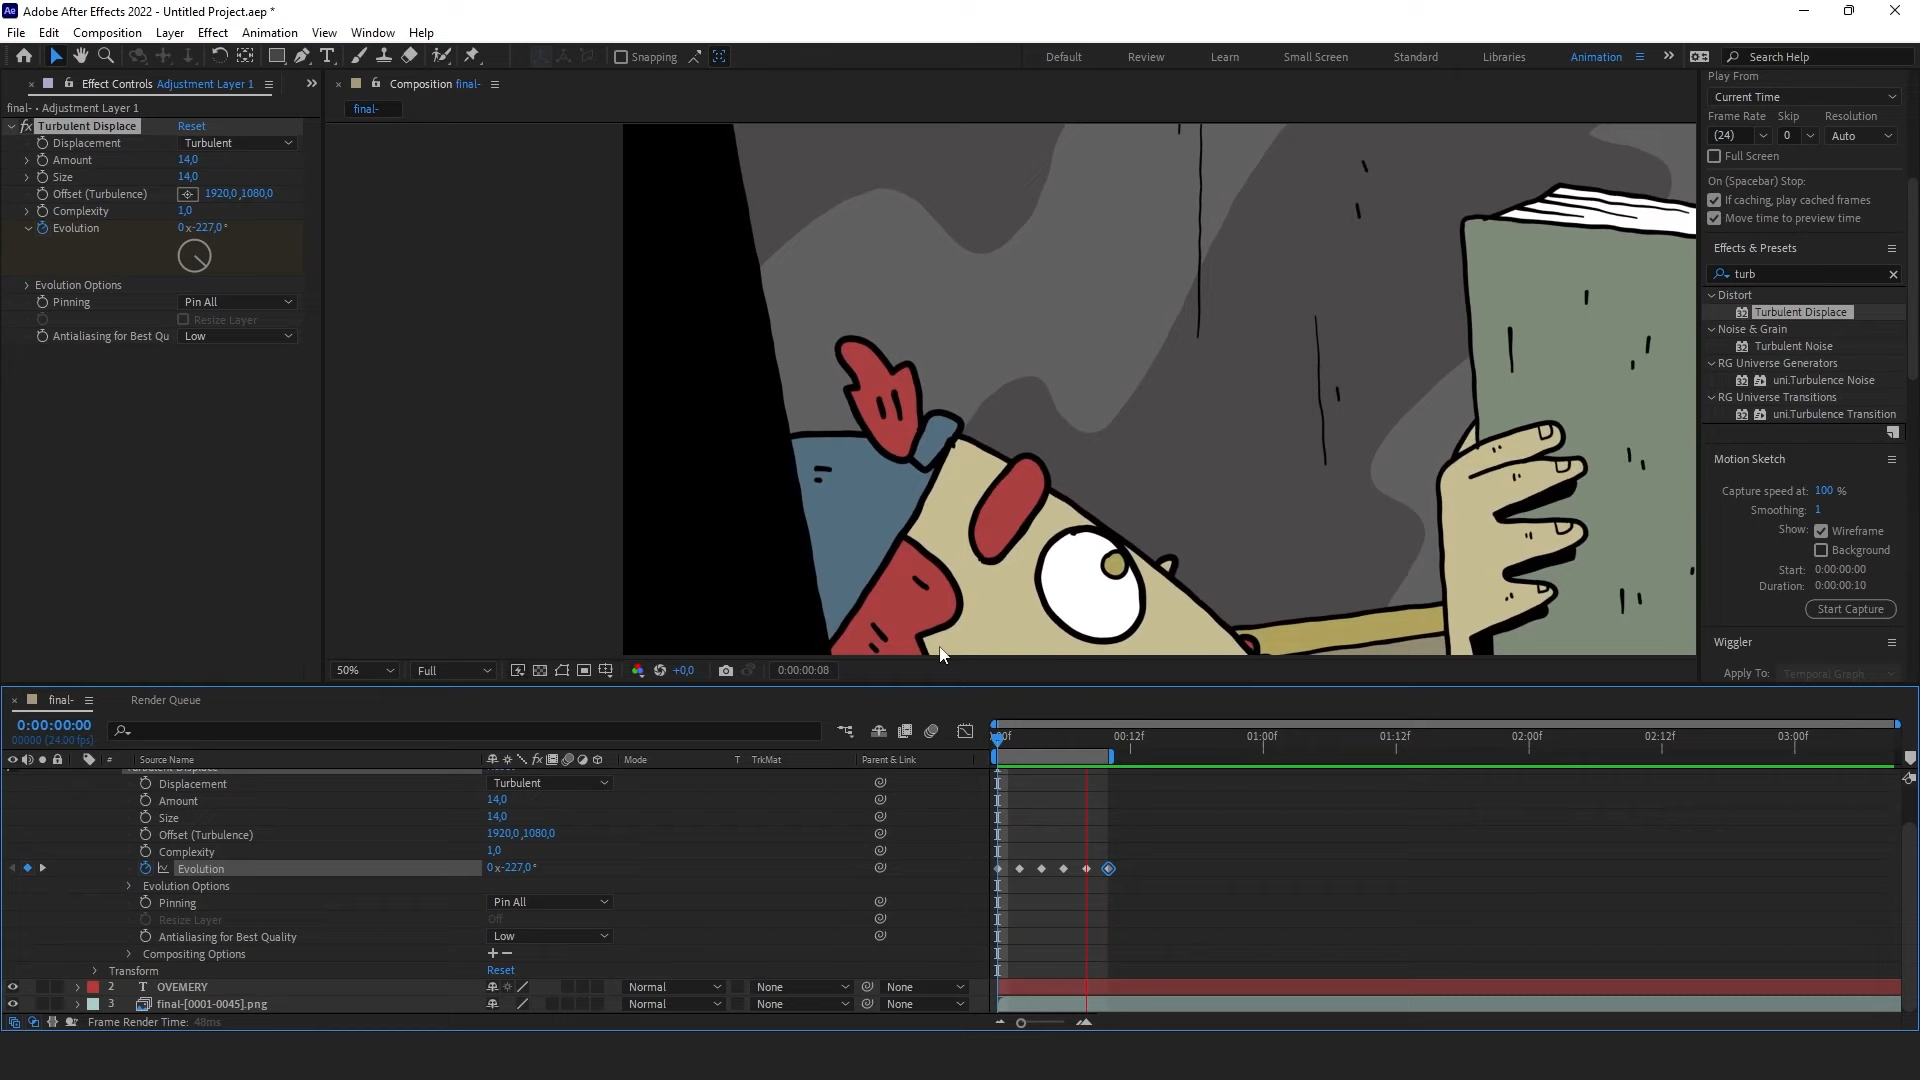 Adobe After Effects 2022 - Untitled Project.aep *
File Edit Composition Layer Effect Animation View Window Help
Snapping
Default Review Learn Small Screen Standard Libraries Animation
Search Help
Effect Controls Adjustment Layer 1
final- • Adjustment Layer 1
fx Turbulent Displace Reset
Displacement Turbulent
Amount 14,0
Size 14,0
Offset (Turbulence) 1920,0 ,1080,0
Complexity 1,0
Evolution 0 x-227,0 °
Evolution Options
Pinning Pin All
Resize Layer
Antialiasing for Best Qu Low
Composition final-
final-
50% Full +0,0 0:00:00:08
Play From
Current Time
Frame Rate Skip Resolution
(24) 0 Auto
Full Screen
On (Spacebar) Stop:
If caching, play cached frames
Move time to preview time
Effects & Presets
turb
Distort
Turbulent Displace
Noise & Grain
Turbulent Noise
RG Universe Generators
uni.Turbulence Noise
RG Universe Transitions
uni.Turbulence Transition
Motion Sketch
Capture speed at: 100 %
Smoothing: 1
Show: Wireframe
Background
Start: 0:00:00:00
Duration: 0:00:00:10
Start Capture
Wiggler
Apply To: Temporal Graph
final- Render Queue
0:00:00:00
00000 (24.00 fps)
:00f 00:12f 01:00f 01:12f 02:00f 02:12f 03:00f
# Source Name Mode T TrkMat Parent & Link
Turbulent Displace Reset
Displacement Turbulent
Amount 14,0
Size 14,0
Offset (Turbulence) 1920,0 ,1080,0
Complexity 1,0
Evolution 0 x-227,0 °
Evolution Options
Pinning Pin All
Resize Layer Off
Antialiasing for Best Quality Low
Compositing Options
Transform Reset
2 T OVEMERY Normal None None
3 final-[0001-0045].png Normal None None
Frame Render Time: 48ms